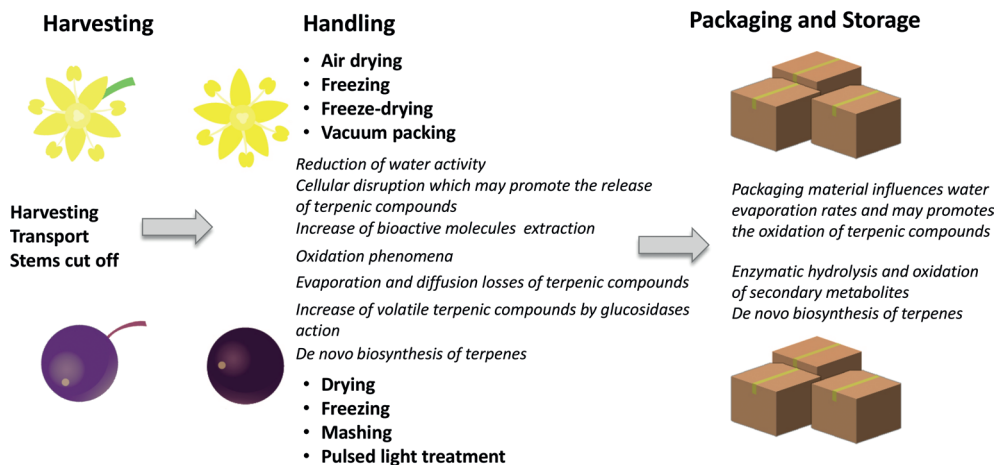 Harvesting
Handling
Packaging and Storage
• Air drying
• Freezing
• Freeze-drying
• Vacuum packing
Reduction of water activity
Cellular disruption which may promote the release
of terpenic compounds
Increase of bioactive molecules extraction
Oxidation phenomena
Evaporation and diffusion losses of terpenic compounds
Increase of volatile terpenic compounds by glucosidases
action
De novo biosynthesis of terpenes
• Drying
• Freezing
• Mashing
• Pulsed light treatment
Harvesting
Transport
Stems cut off
Packaging material influences water
evaporation rates and may promotes
the oxidation of terpenic compounds
Enzymatic hydrolysis and oxidation
of secondary metabolites
De novo biosynthesis of terpenes